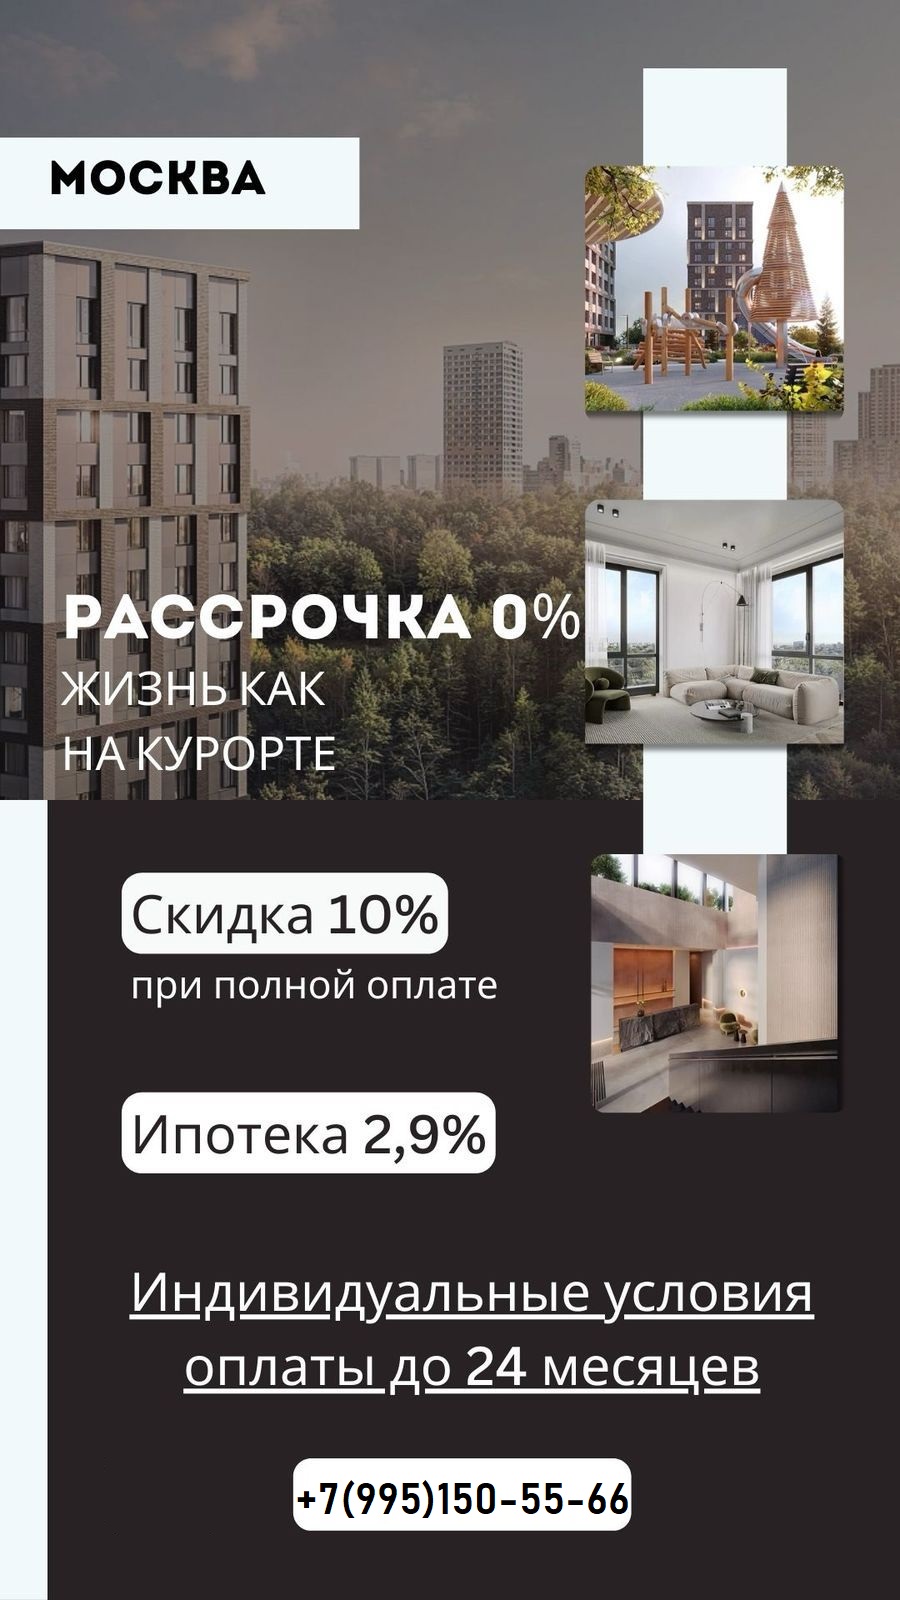 МОСКВА
РАССРОЧКА 0%
ЖИЗНЬ КАК
НА КУРОРТЕ
Скидка 10%
при полной оплате
Ипотека 2,9%
Индивидуальные условия
оплаты до 24 месяцев
+7(995)150-55-66